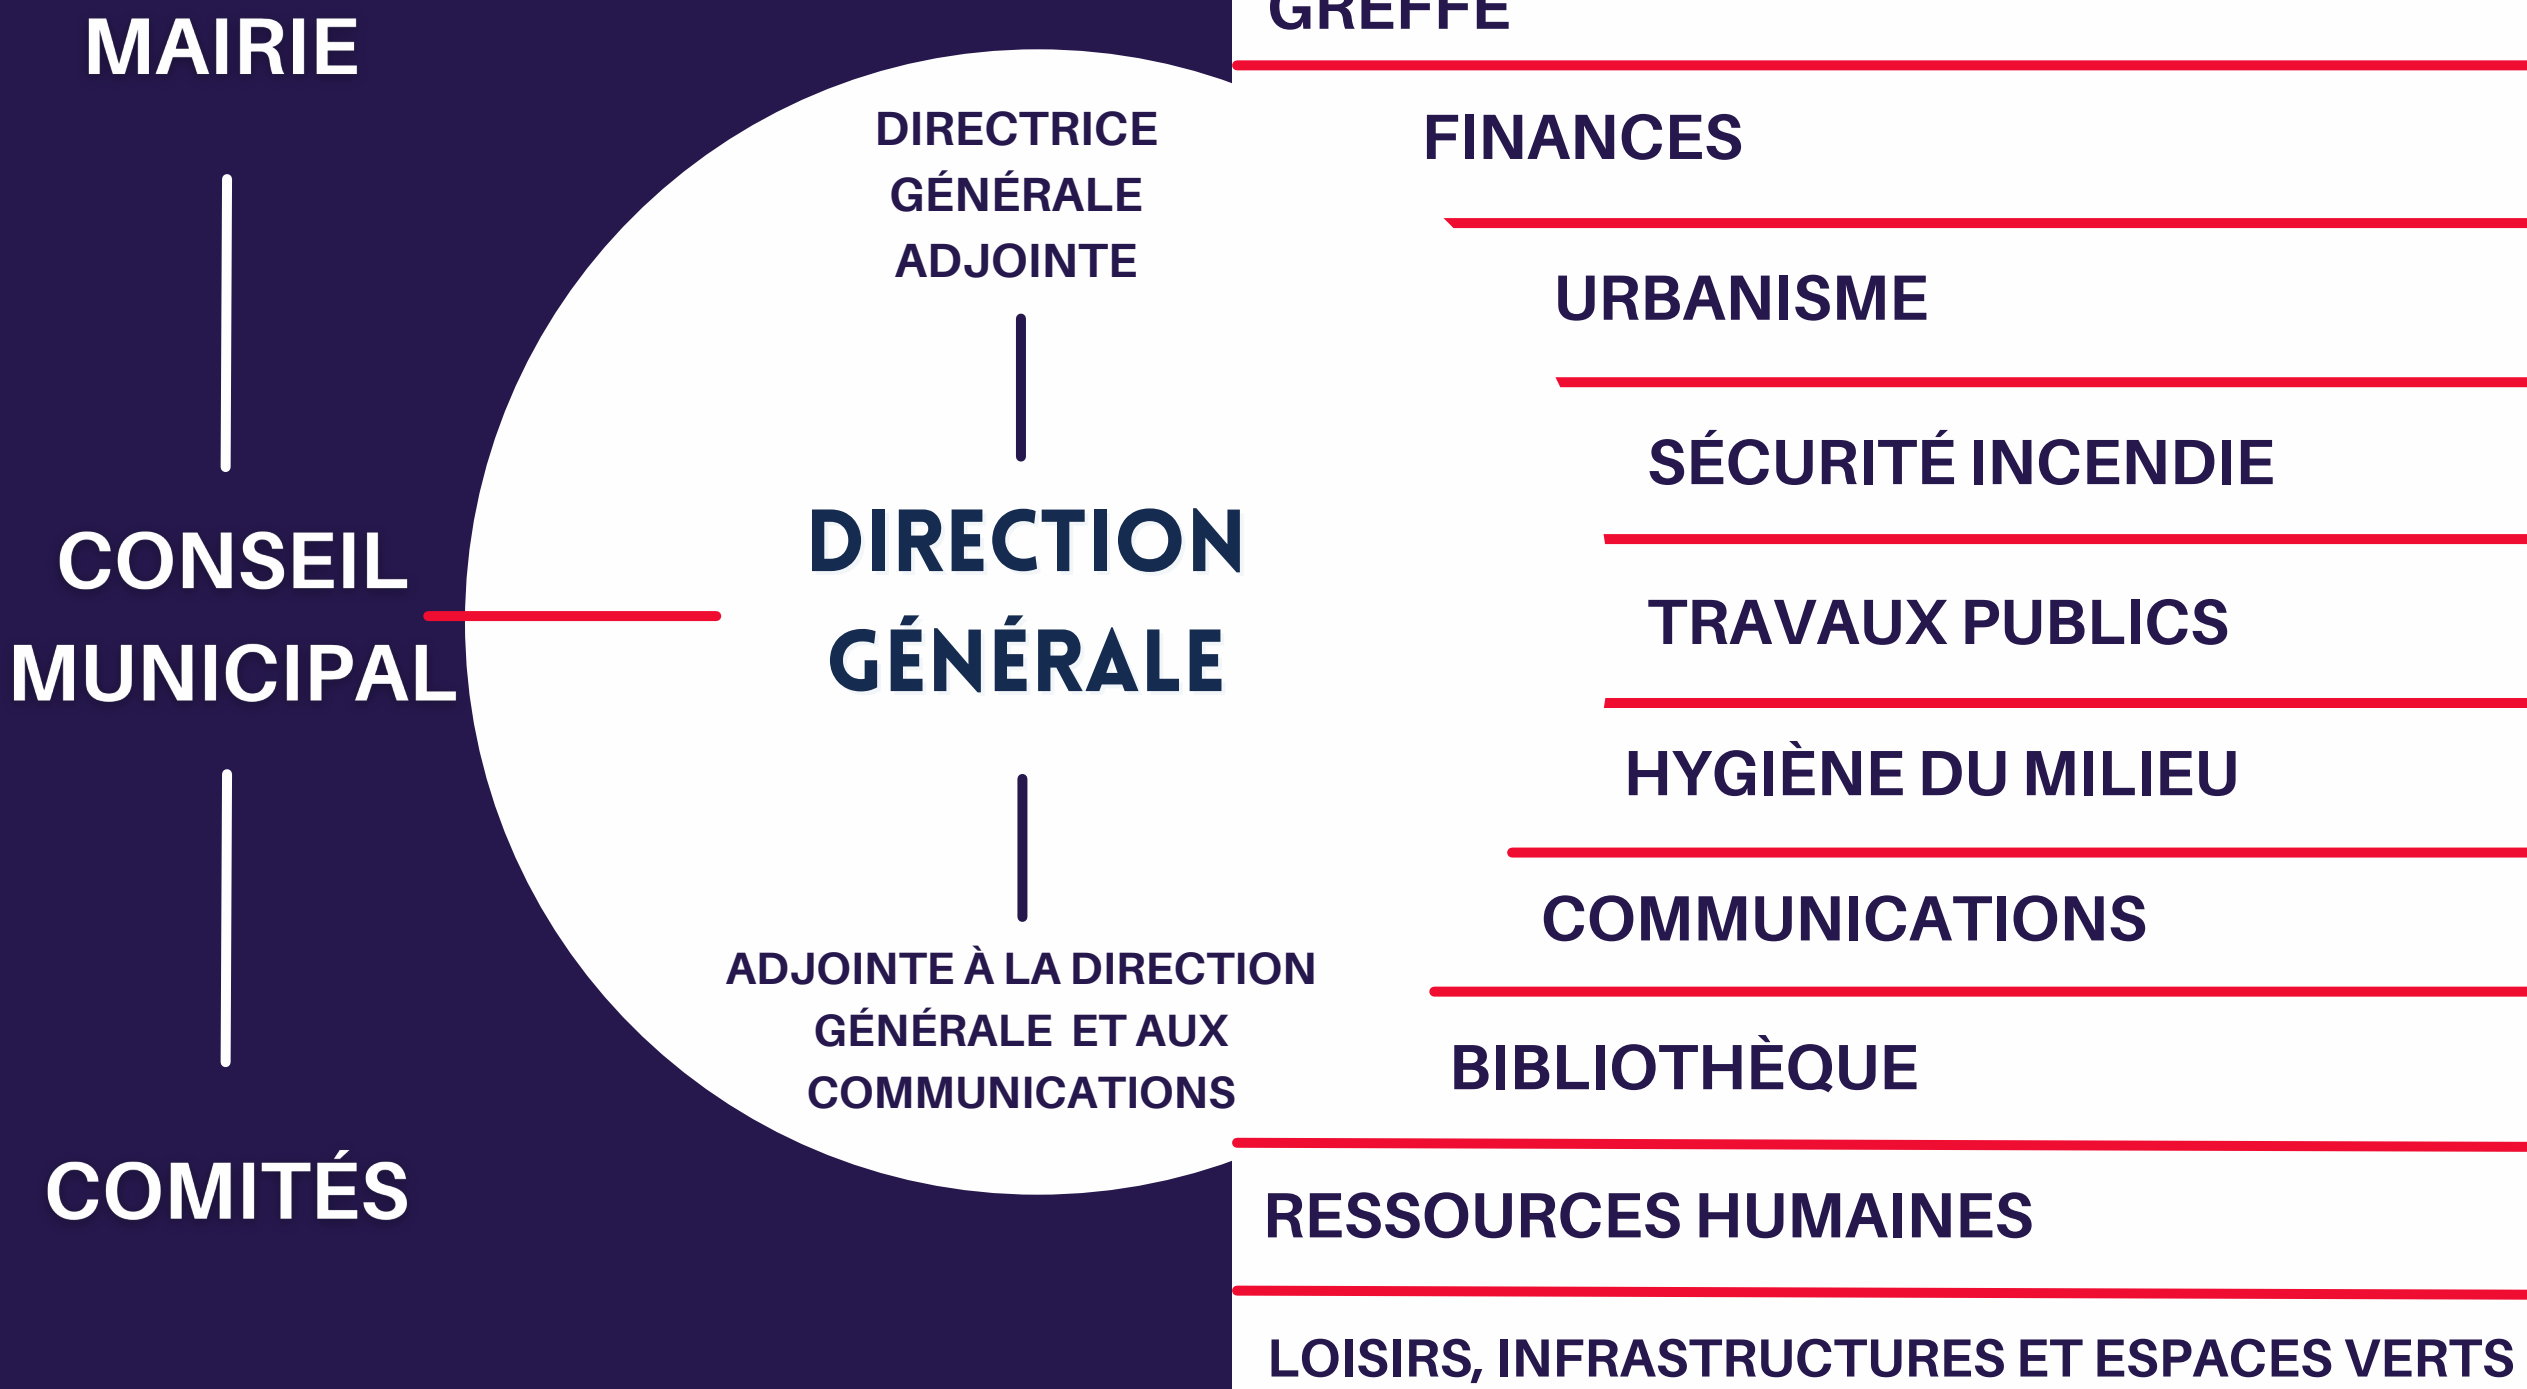 MAIRIE
CONSEIL
MUNICIPAL
COMITÉS
DIRECTRICE
GÉNÉRALE
ADJOINTE
DIRECTION
GÉNÉRALE
ADJOINTE À LA DIRECTION
GÉNÉRALE ET AUX
COMMUNICATIONS
GREFFE
FINANCES
URBANISME
SÉCURITÉ INCENDIE
TRAVAUX PUBLICS
HYGIÈNE DU MILIEU
COMMUNICATIONS
BIBLIOTHÈQUE
RESSOURCES HUMAINES
LOISIRS, INFRASTRUCTURES ET ESPACES VERTS